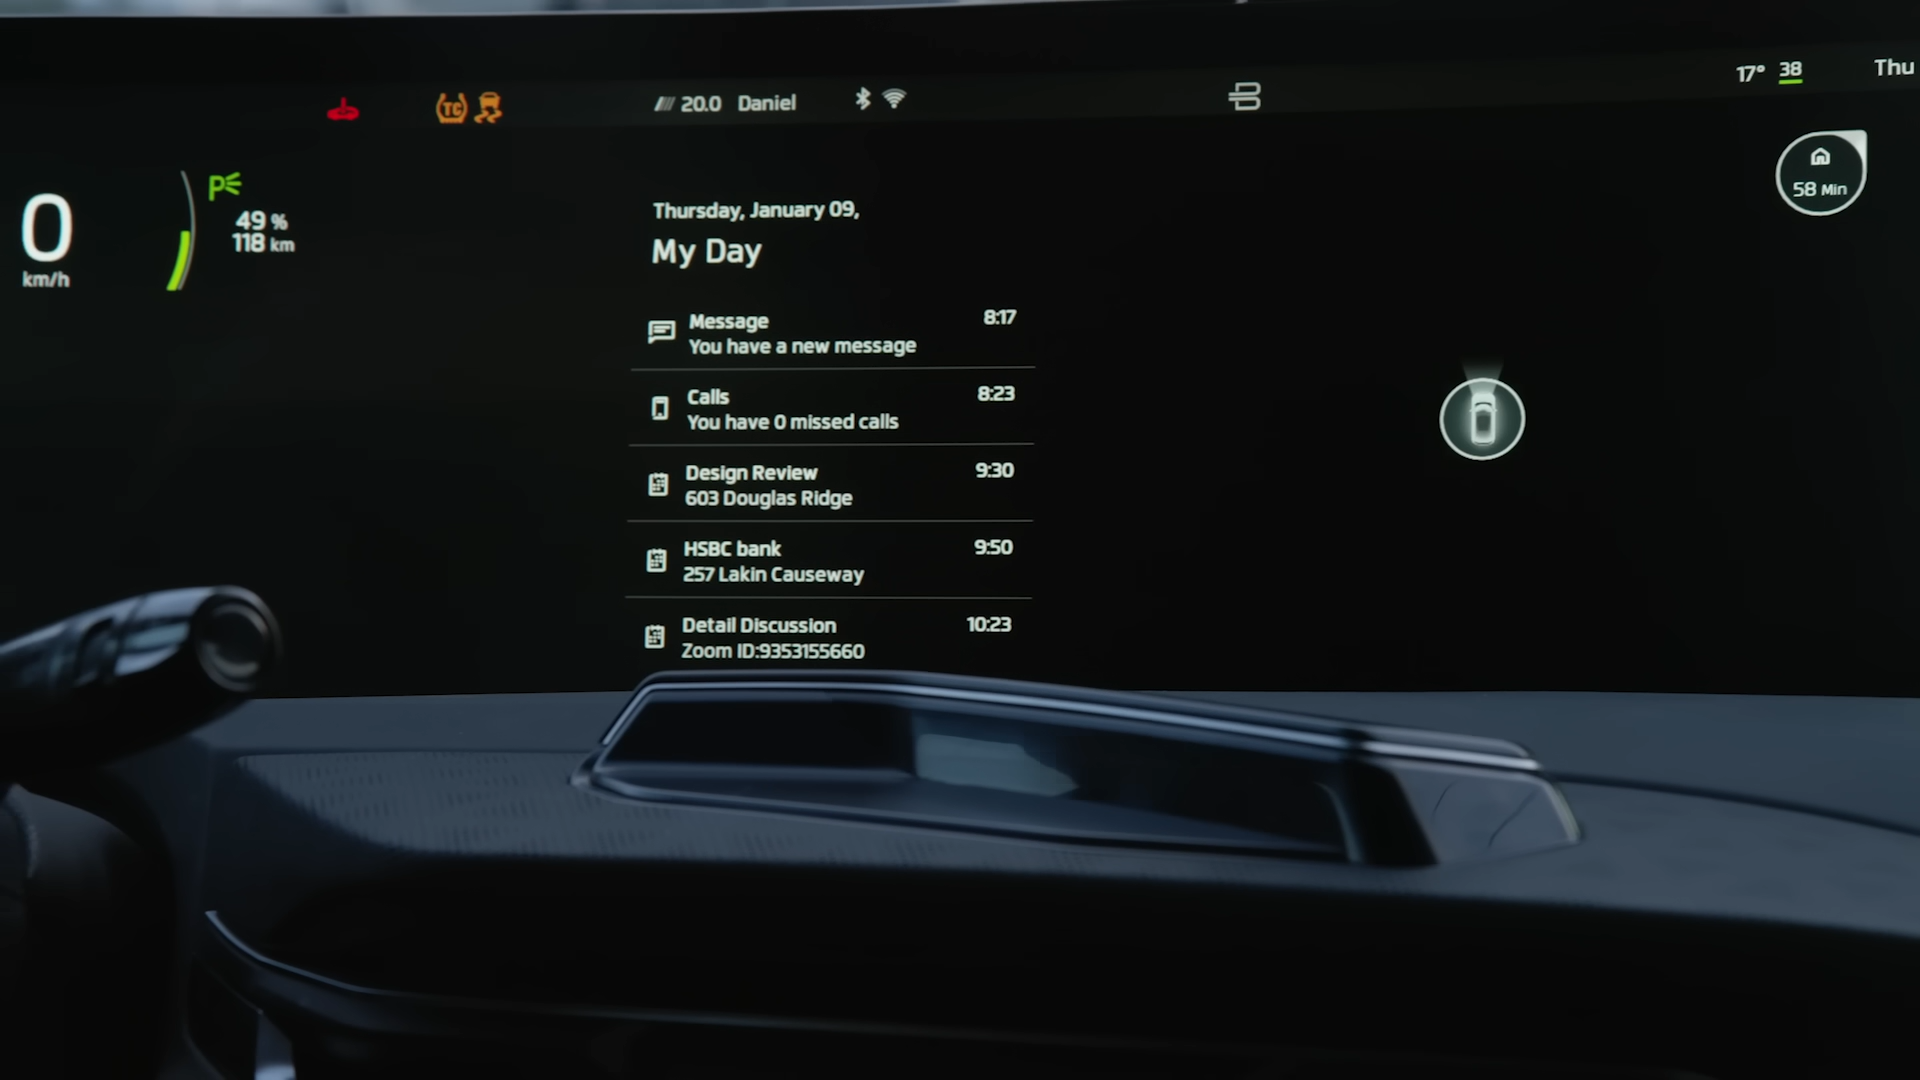 17° 38 Thu
TC
20.0 Daniel
58 Min
P
0
km/h
49 %
118 km
Thursday, January 09,
My Day
Message 8:17
You have a new message
Calls 8:23
You have 0 missed calls
Design Review 9:30
603 Douglas Ridge
HSBC bank 9:50
257 Lakin Causeway
Detail Discussion 10:23
Zoom ID:9353155660